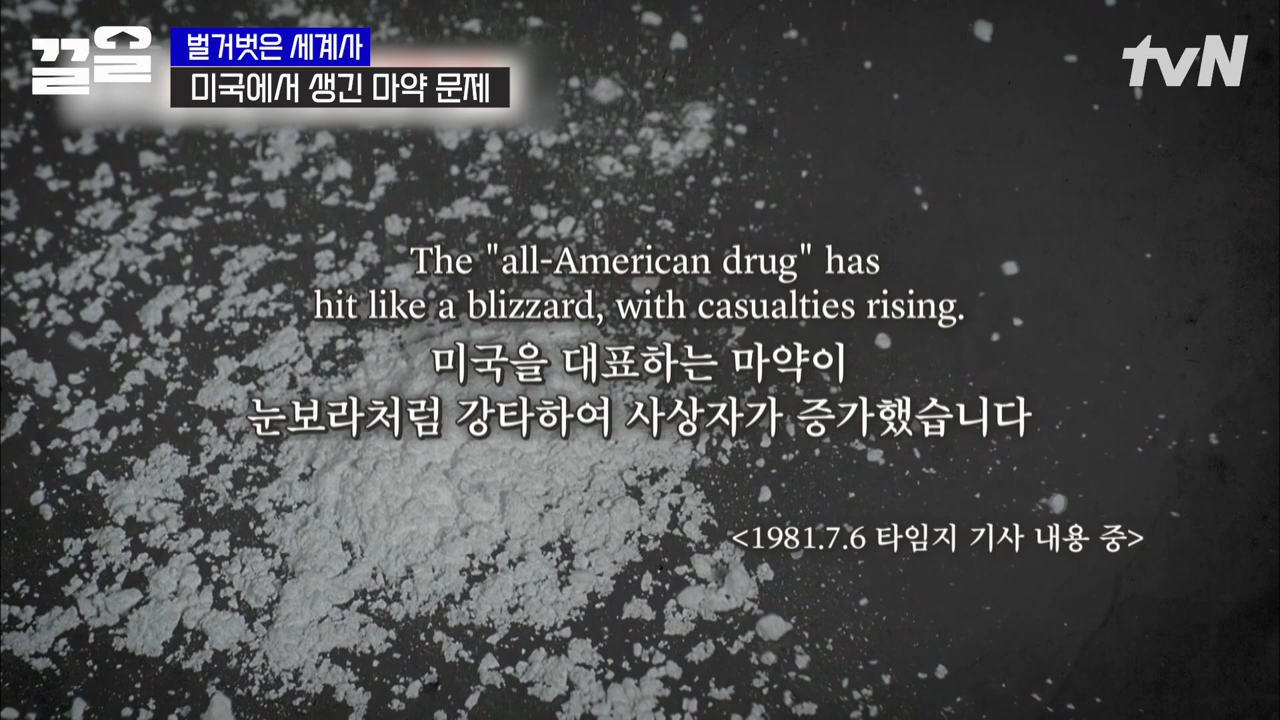 끌올
벌거벗은 세계사
미국에서 생긴 마약 문제
tvN
The "all-American drug" has
hit like a blizzard, with casualties rising.
미국을 대표하는 마약이
눈보라처럼 강타하여 사상자가 증가했습니다
<1981.7.6 타임지 기사 내용 중>